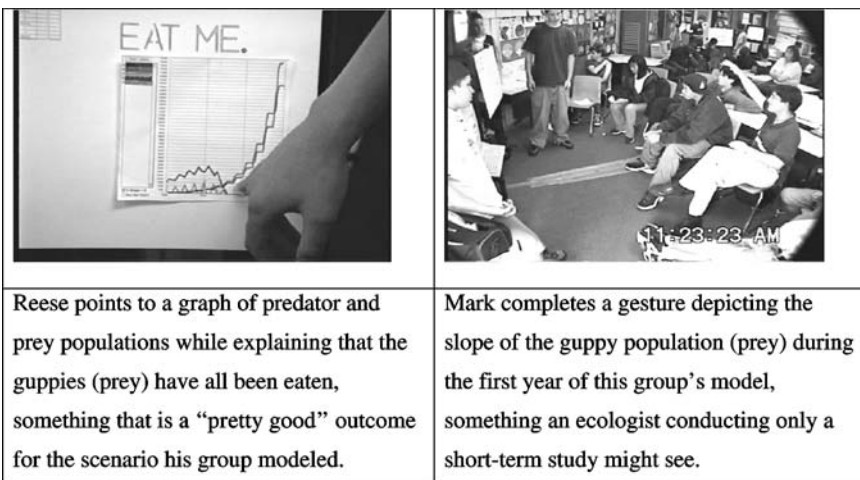 EAT ME.
11:23:23 AM
Reese points to a graph of predator and
prey populations while explaining that the
guppies (prey) have all been eaten,
something that is a “pretty good” outcome
for the scenario his group modeled.
Mark completes a gesture depicting the
slope of the guppy population (prey) during
the first year of this group’s model,
something an ecologist conducting only a
short-term study might see.